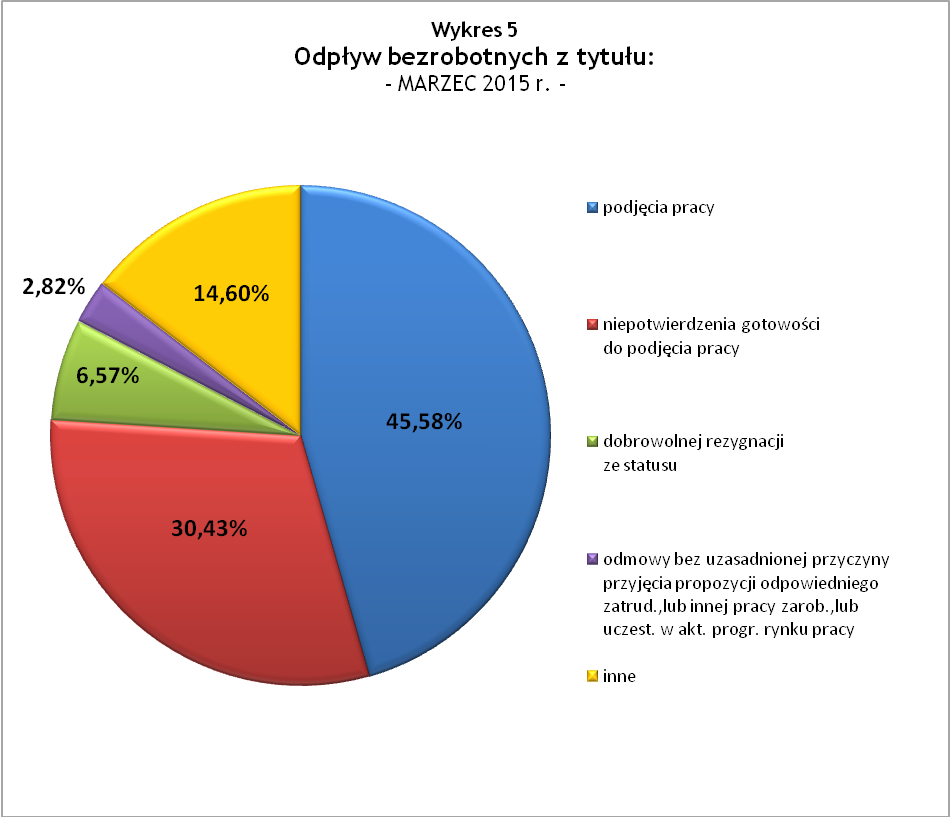 Wykres 5
Odpływ bezrobotnych z tytułu:
- MARZEC 2015 r. -
podjęcia pracy
niepotwierdzenia gotowości
do podjęcia pracy
dobrowolnej rezygnacji
ze statusu
odmowy bez uzasadnionej przyczyny
przyjęcia propozycji odpowiedniego
zatrud.,lub innej pracy zarob.,lub
uczest. w akt. progr. rynku pracy
inne
45,58%
30,43%
6,57%
2,82%
14,60%